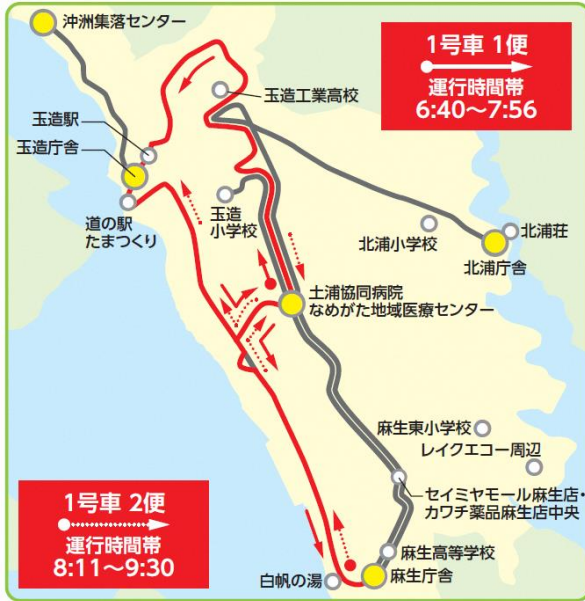 沖洲集落センター
1号車 1便
運行時間帯
6:40～7:56
玉造工業高校
玉造駅
玉造庁舎
道の駅
たまつくり
玉造
小学校
北浦小学校
北浦荘
北浦庁舎
土浦協同病院
なめがた地域医療センター
麻生東小学校
レイクエコー周辺
セイミヤモール麻生店・
カワチ薬品麻生店中央
1号車 2便
運行時間帯
8:11～9:30
麻生高等学校
白帆の湯
麻生庁舎